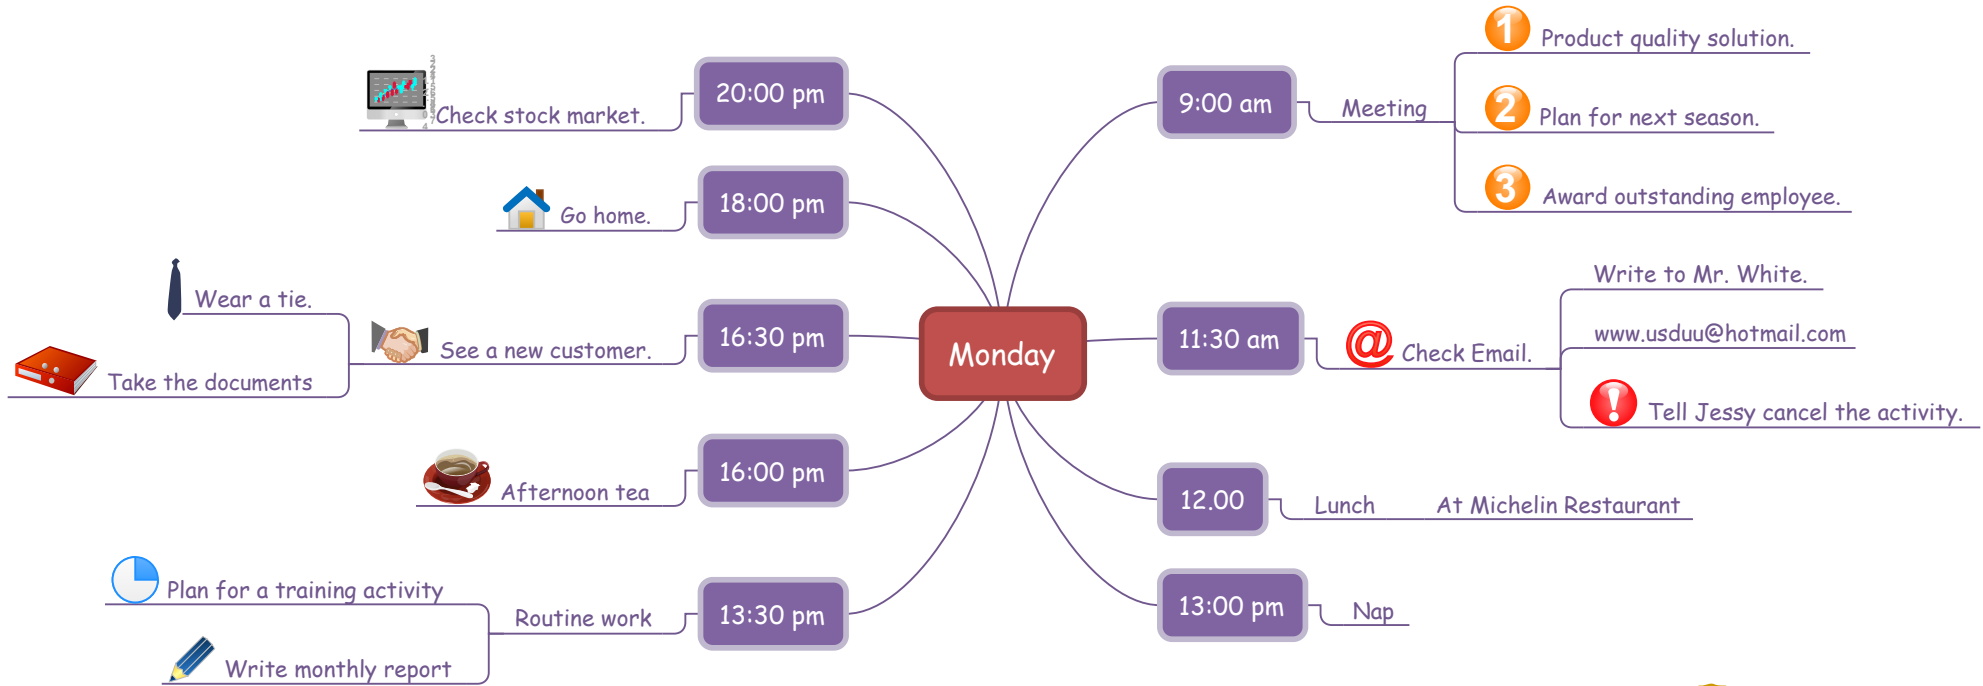 Monday
9:00 am
Meeting
1
Product quality solution.
2
Plan for next season.
3
Award outstanding employee.
11:30 am
@
Check Email.
Write to Mr. White.
www.usduu@hotmail.com
!
Tell Jessy cancel the activity.
12.00
Lunch
At Michelin Restaurant
13:00 pm
Nap
13:30 pm
Routine work
Plan for a training activity
Write monthly report
16:00 pm
Afternoon tea
16:30 pm
See a new customer.
Wear a tie.
Take the documents
18:00 pm
Go home.
20:00 pm
Check stock market.